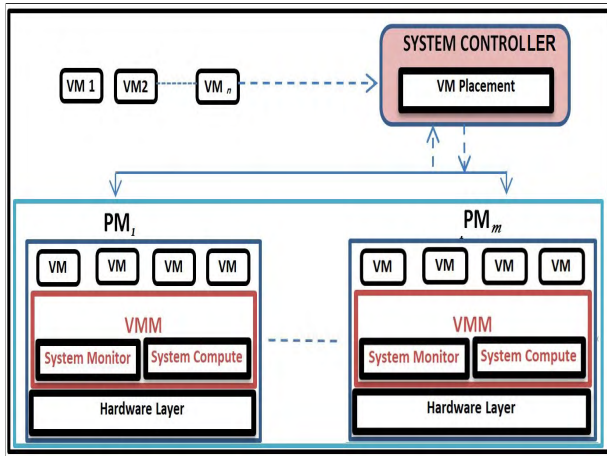 SYSTEM CONTROLLER
VM 1 VM2 VM n
VM Placement
PM1 PMm
VM VM VM VM VM VM VM VM
VMM VMM
System Monitor System Compute System Monitor System Compute
Hardware Layer Hardware Layer